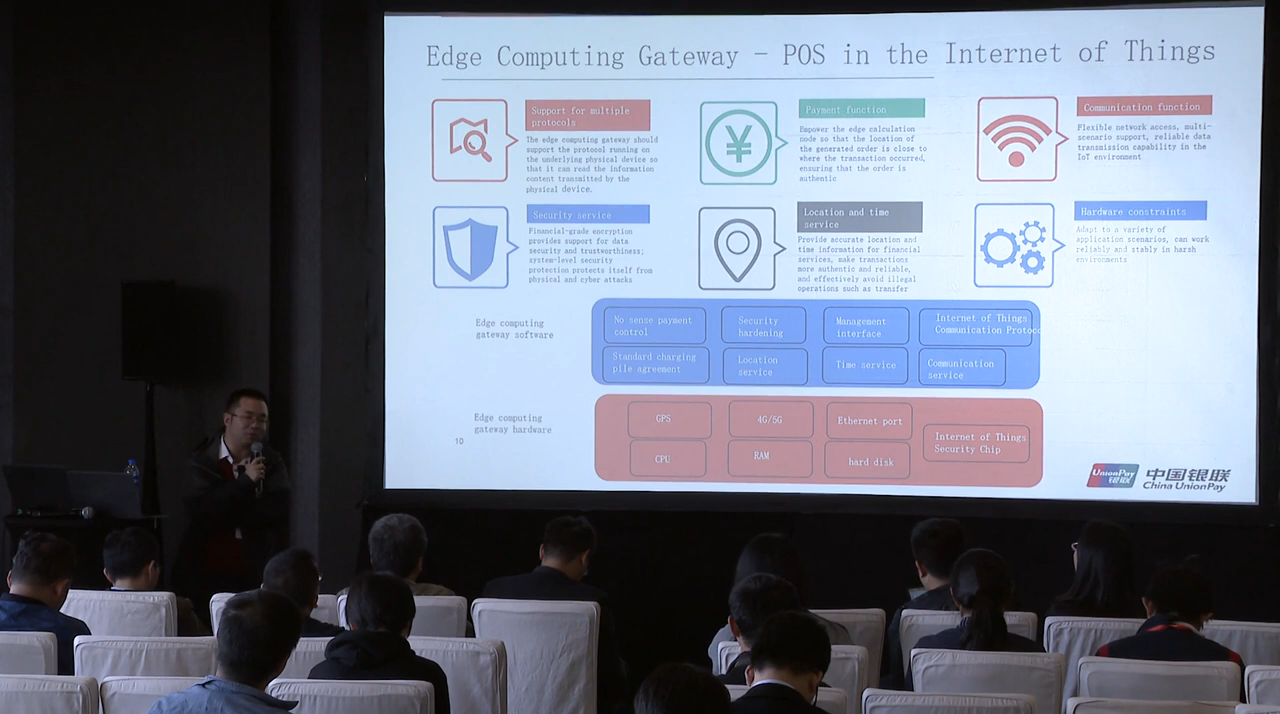 Edge Computing Gateway - POS in the Internet of Things
Support for multiple
protocols
The edge computing gateway should
support the protocol running on
the underlying physical device so
that it can read the information
content transmitted by the
physical device.
Payment function
Empower the edge calculation
node so that the location of
the generated order is close to
where the transaction occurred,
ensuring that the order is
authentic
Communication function
Flexible network access, multi-
scenario support, reliable data
transmission capability in the
IoT environment
Security service
Financial-grade encryption
provides support for data
security and trustworthiness;
system-level security
protection protects itself from
physical and cyber attacks
Location and time
service
Provide accurate location and
time information for financial
services, make transactions
more authentic and reliable,
and effectively avoid illegal
operations such as transfer
Hardware constraints
Adapt to a variety of
application scenarios, can work
reliably and stably in harsh
environments
Edge computing
gateway software
No sense payment
control
Security
hardening
Management
interface
Internet of Things
Communication Protoco
Standard charging
pile agreement
Location
service
Time service
Communication
service
Edge computing
gateway hardware
GPS
4G/5G
Ethernet port
Internet of Things
Security Chip
CPU
RAM
hard disk
10
UnionPay
银联
中国银联
China UnionPay